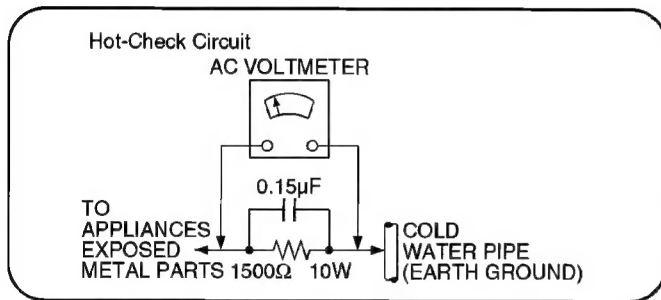 Hot-Check Circuit
AC VOLTMETER
0.15µF
TO
APPLIANCES
EXPOSED
METAL PARTS
1500Ω 10W
COLD
WATER PIPE
(EARTH GROUND)